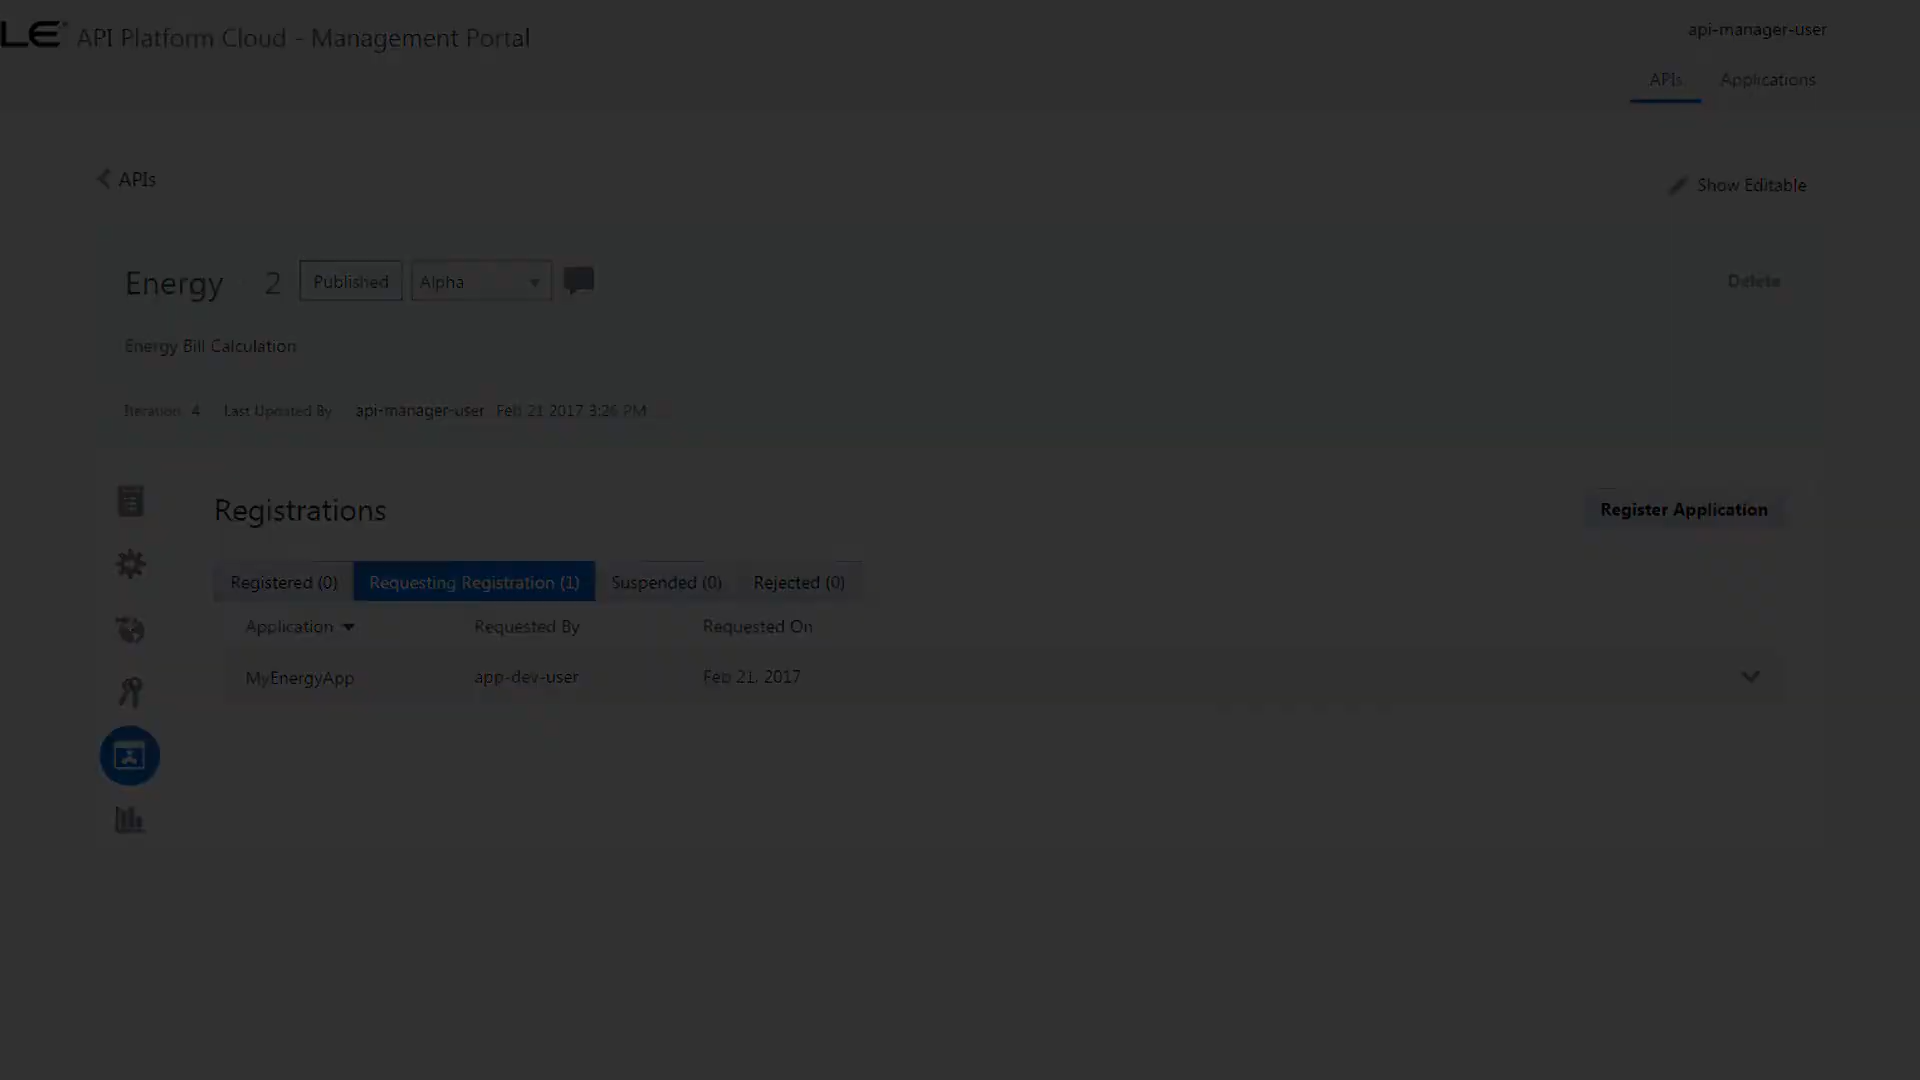 LE API Platform Cloud - Management Portal
api-manager-user
APIs Applications
APIs
Show Editable
Energy 2 Published Alpha
Delete
Energy Bill Calculation
Iteration 4 Last Updated By api-manager-user Feb 21 2017 3:26 PM
Registrations
Register Application
Registered (0) Requesting Registration (1) Suspended (0) Rejected (0)
Application Requested By Requested On
MyEnergyApp app-dev-user Feb 21, 2017